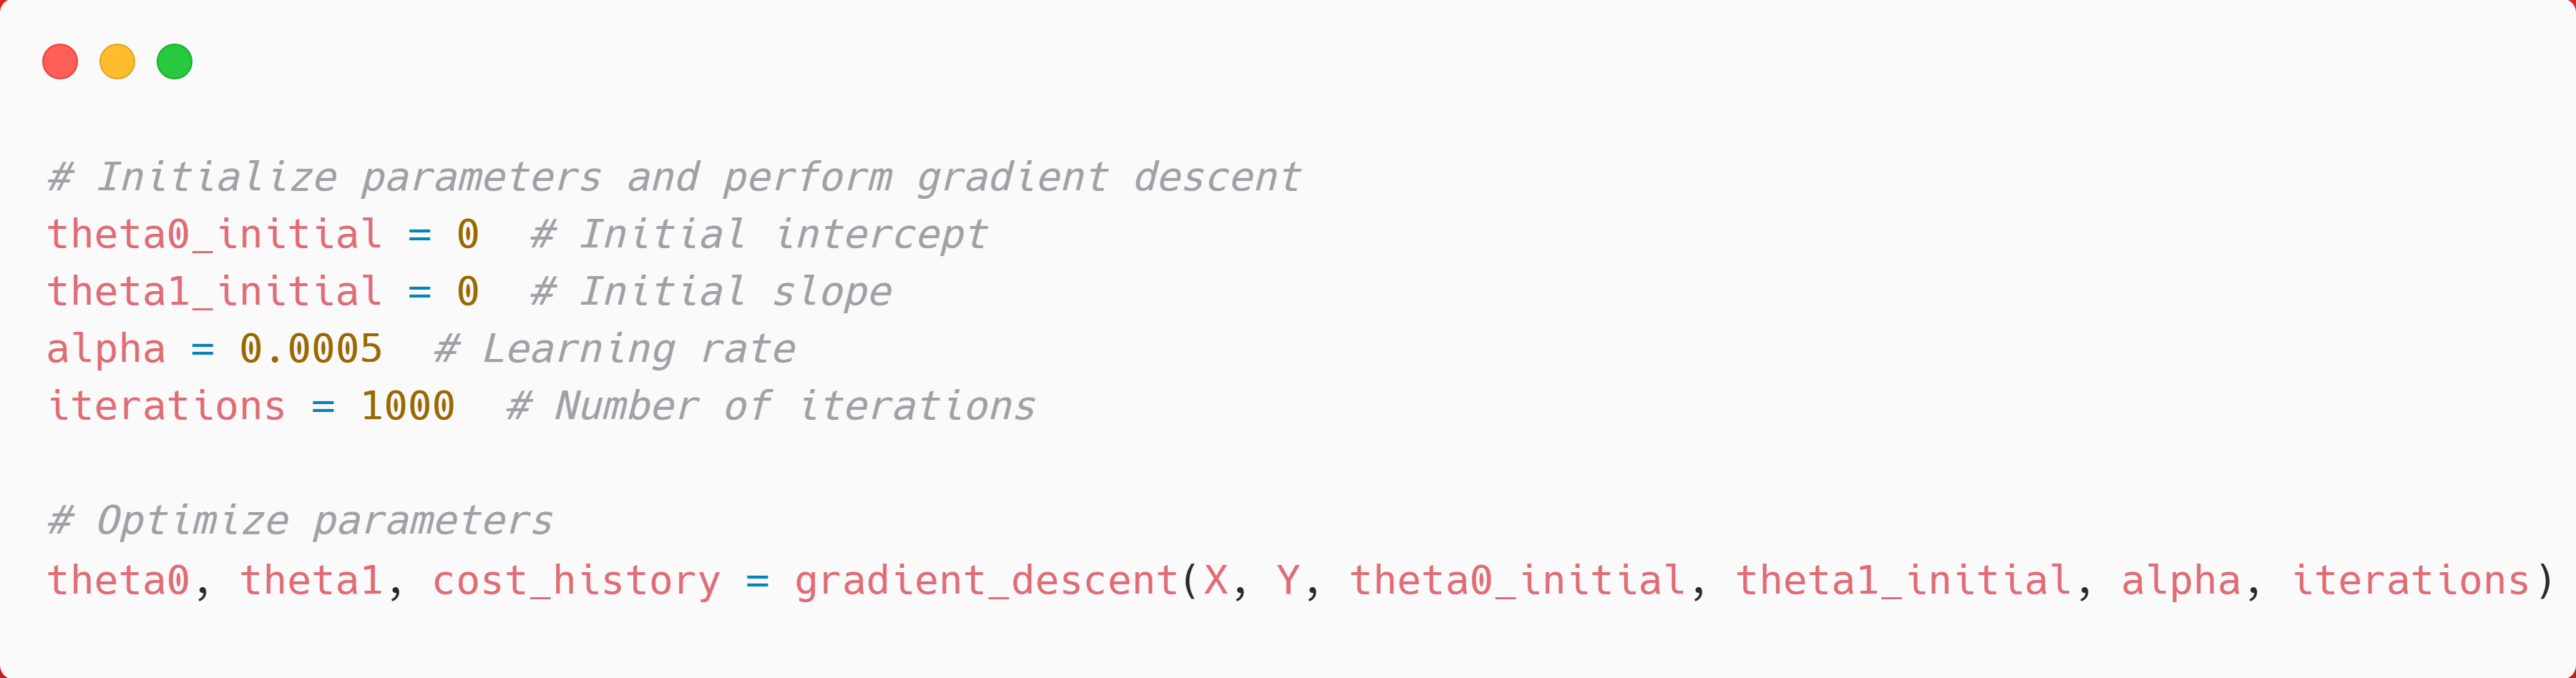 # Initialize parameters and perform gradient descent
theta0_initial = 0  # Initial intercept
theta1_initial = 0  # Initial slope
alpha = 0.0005  # Learning rate
iterations = 1000  # Number of iterations

# Optimize parameters
theta0, theta1, cost_history = gradient_descent(X, Y, theta0_initial, theta1_initial, alpha, iterations)